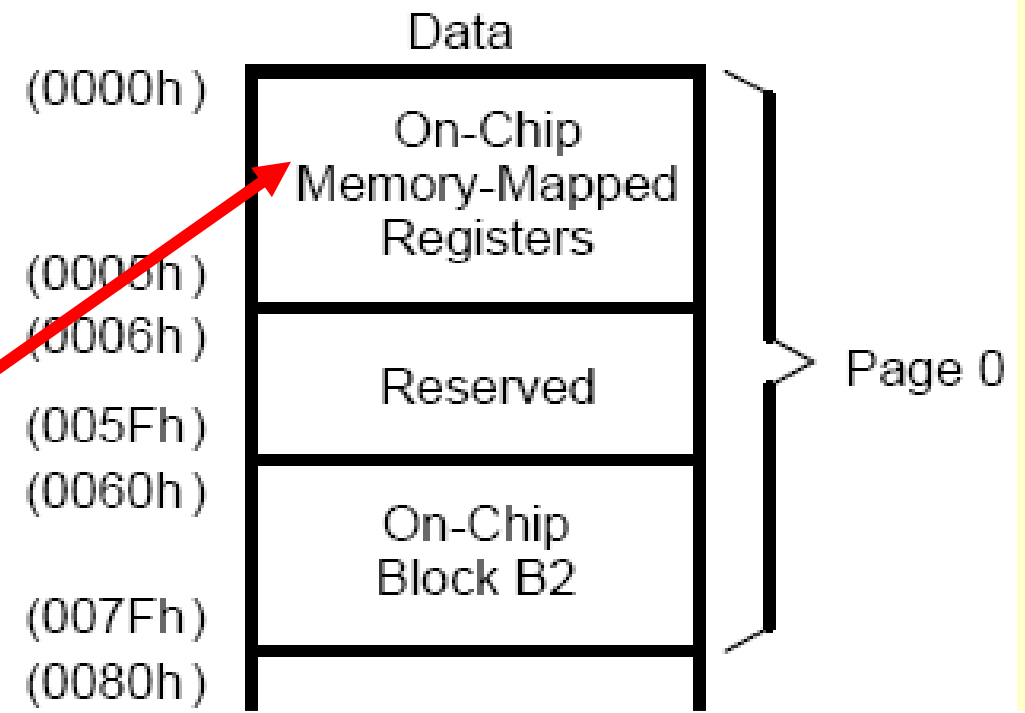 Data
(0000h)
On-Chip
Memory-Mapped
Registers
(0005h)
(0006h)
Reserved
Page 0
(005Fh)
(0060h)
On-Chip
Block B2
(007Fh)
(0080h)